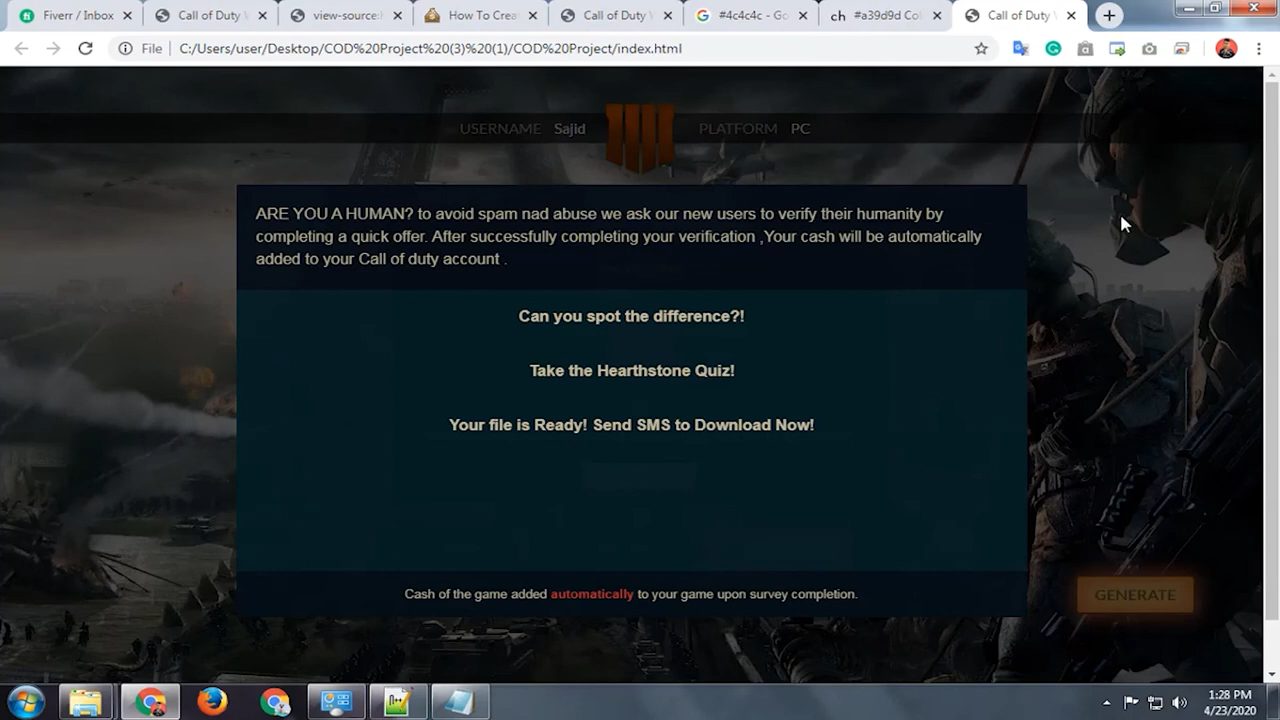 Fiverr / Inbox
Call of Duty
view-source:
How To Crea
Call of Duty
#4c4c4c - Go
ch #a39d9d Co
Call of Duty
File C:/Users/user/Desktop/COD%20Project%20(3)%20(1)/COD%20Project/index.html
USERNAME Sajid PLATFORM PC
ARE YOU A HUMAN? to avoid spam nad abuse we ask our new users to verify their humanity by
completing a quick offer. After successfully completing your verification ,Your cash will be automatically
added to your Call of duty account .
Can you spot the difference?!
Take the Hearthstone Quiz!
Your file is Ready! Send SMS to Download Now!
Cash of the game added automatically to your game upon survey completion.
GENERATE
1:28 PM
4/23/2020